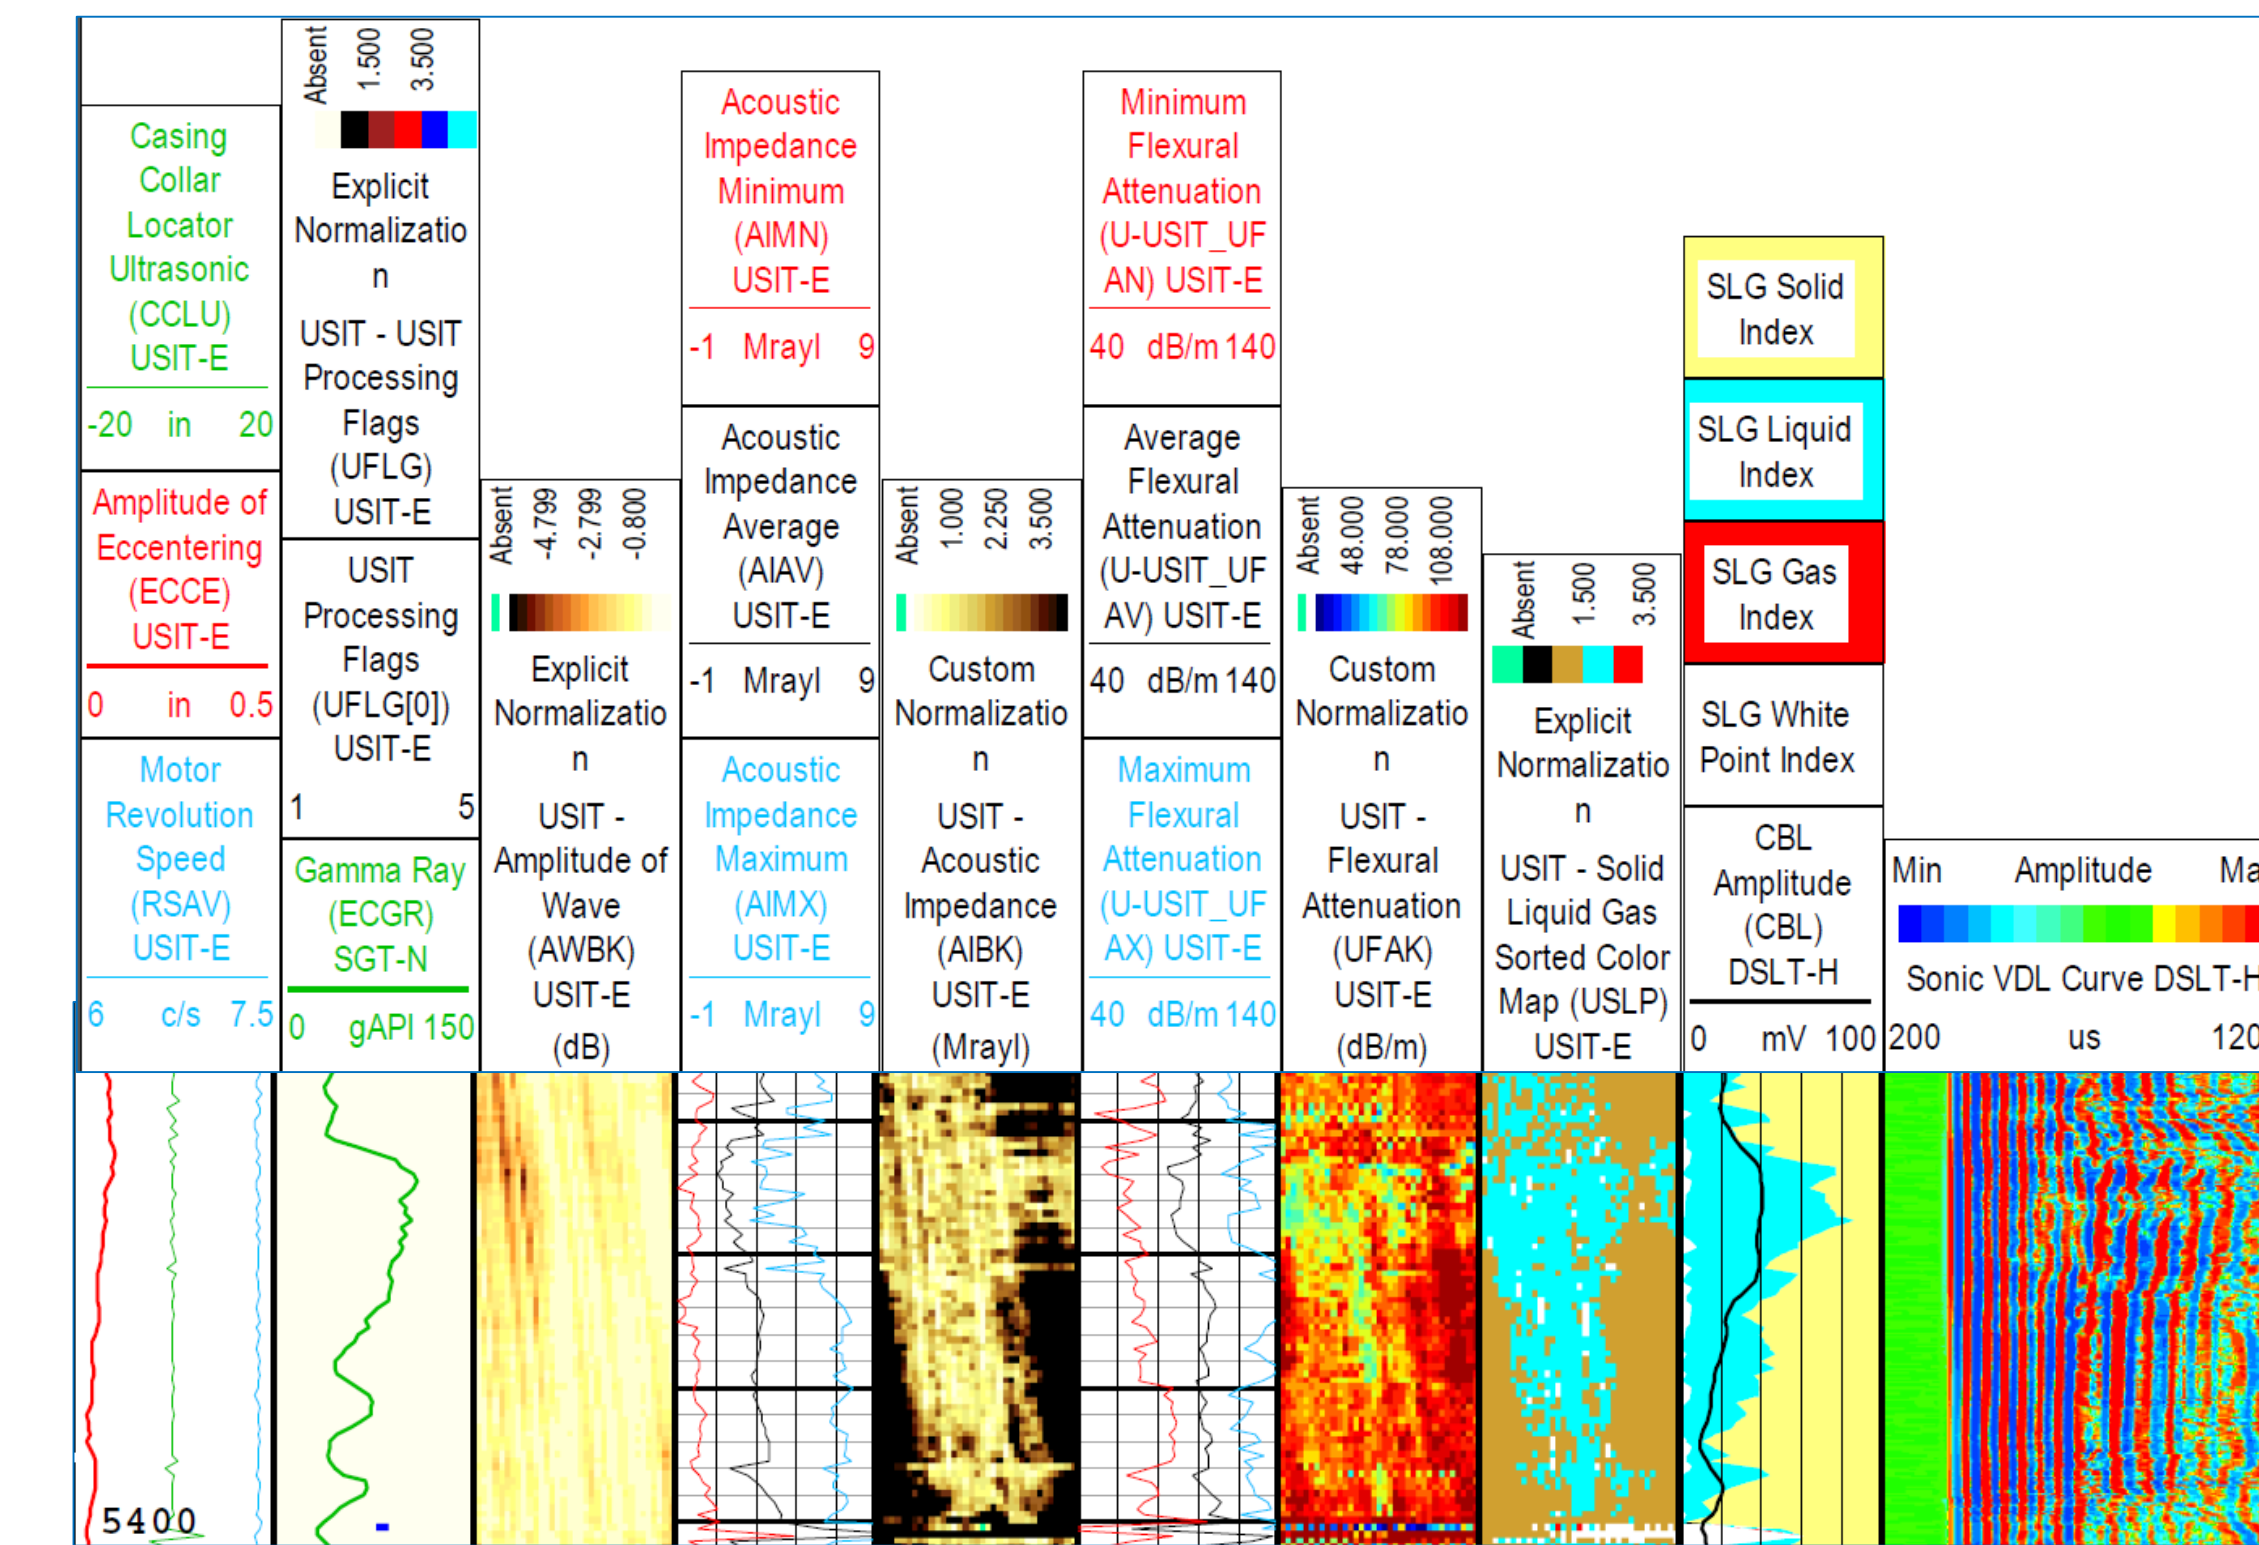 Casing
Collar
Locator
Ultrasonic
(CCLU)
USIT-E
-20 in 20
Amplitude of
Eccentering
(ECCE)
USIT-E
0 in 0.5
Motor
Revolution
Speed
(RSAV)
USIT-E
6 c/s 7.5
Absent 1.500 3.500
Explicit
Normalizatio
n
USIT - USIT
Processing
Flags
(UFLG)
USIT-E
USIT
Processing
Flags
(UFLG[0])
USIT-E
1 5
Gamma Ray
(ECGR)
SGT-N
0 gAPI 150
Absent -4.799 -2.799 -0.800
Explicit
Normalizatio
n
USIT -
Amplitude of
Wave
(AWBK)
USIT-E
(dB)
Acoustic
Impedance
Minimum
(AIMN)
USIT-E
-1 Mrayl 9
Acoustic
Impedance
Average
(AIAV)
USIT-E
-1 Mrayl 9
Acoustic
Impedance
Maximum
(AIMX)
USIT-E
-1 Mrayl 9
Absent 1.000 2.250 3.500
Custom
Normalizatio
n
USIT -
Acoustic
Impedance
(AIBK)
USIT-E
(Mrayl)
Minimum
Flexural
Attenuation
(U-USIT_UF
AN) USIT-E
40 dB/m 140
Average
Flexural
Attenuation
(U-USIT_UF
AV) USIT-E
40 dB/m 140
Maximum
Flexural
Attenuation
(U-USIT_UF
AX) USIT-E
40 dB/m 140
Absent 48.000 78.000 108.000
Custom
Normalizatio
n
USIT -
Flexural
Attenuation
(UFAK)
USIT-E
(dB/m)
Absent 1.500 3.500
Explicit
Normalizatio
n
USIT - Solid
Liquid Gas
Sorted Color
Map (USLP)
USIT-E
SLG Solid
Index
SLG Liquid
Index
SLG Gas
Index
SLG White
Point Index
CBL
Amplitude
(CBL)
DSLT-H
0 mV 100
Min Amplitude Ma
Sonic VDL Curve DSLT-H
200 us 120
5400